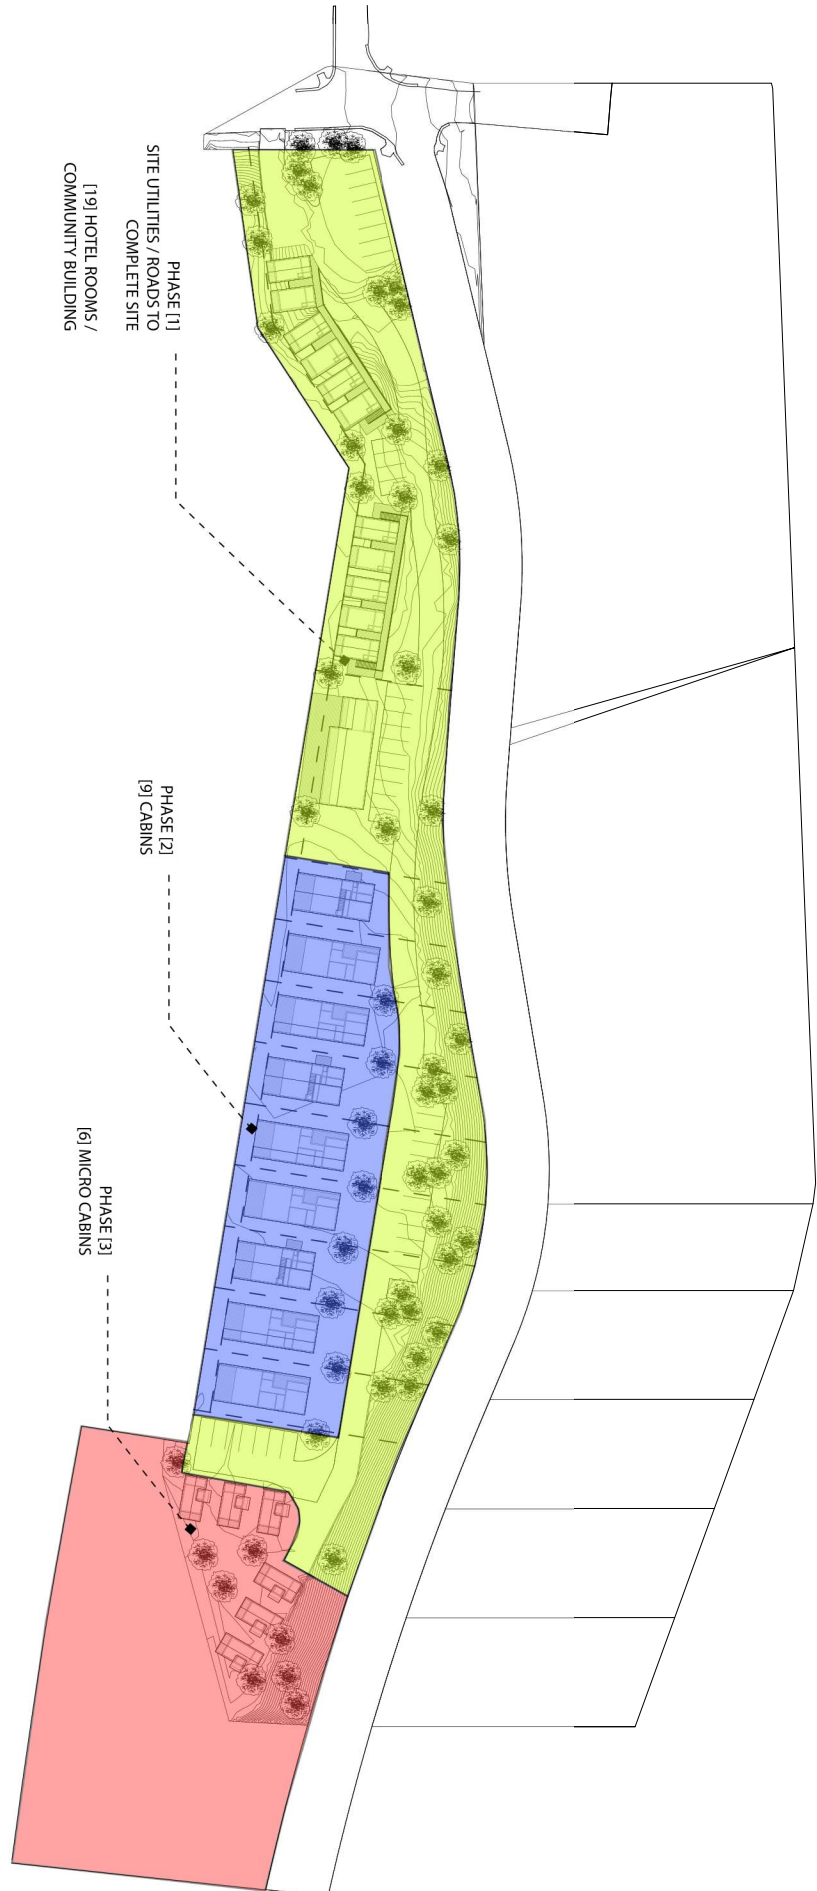 PHASE [1]
SITE UTILITIES / ROADS TO
COMPLETE SITE
[19] HOTEL ROOMS /
COMMUNITY BUILDING
PHASE [2]
[9] CABINS
PHASE [3]
[6] MICRO CABINS